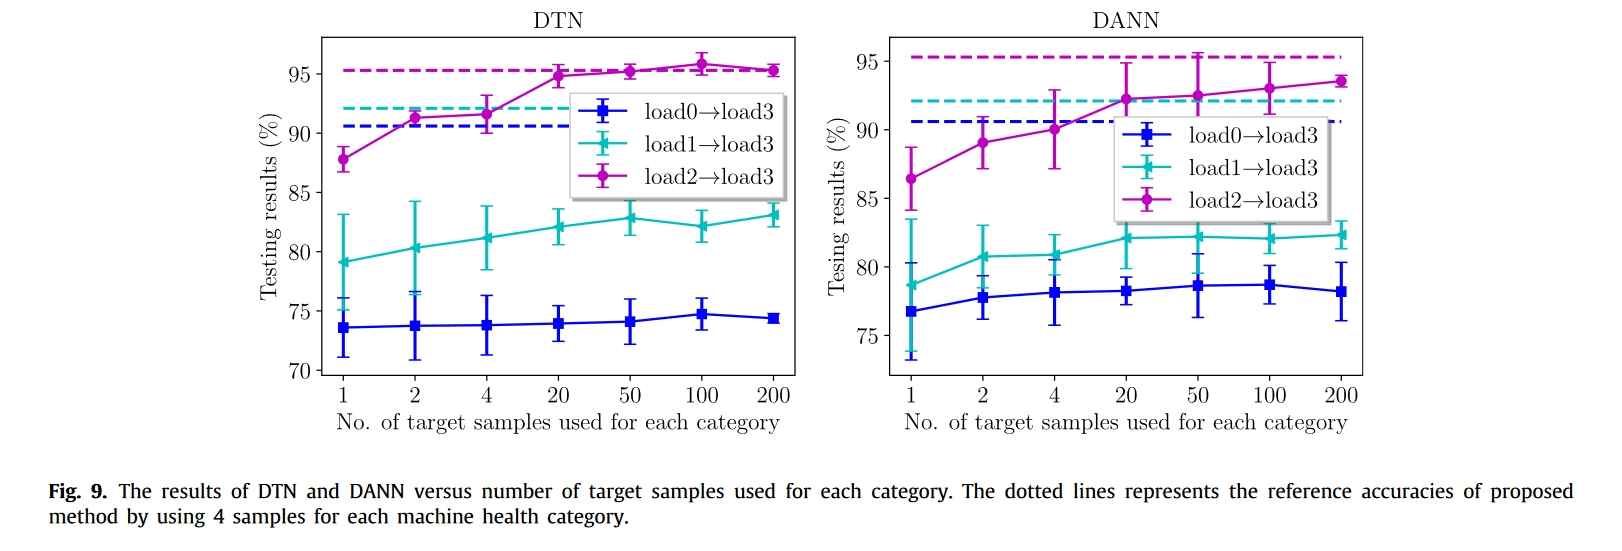 DTN
95
90
85
80
75
70
Testing results (%)
load0→load3
load1→load3
load2→load3
1 2 4 20 50 100 200
No. of target samples used for each category
DANN
95
90
85
80
75
Tesing results (%)
load0→load3
load1→load3
load2→load3
1 2 4 20 50 100 200
No. of target samples used for each category
Fig. 9. The results of DTN and DANN versus number of target samples used for each category. The dotted lines represents the reference accuracies of proposed
method by using 4 samples for each machine health category.